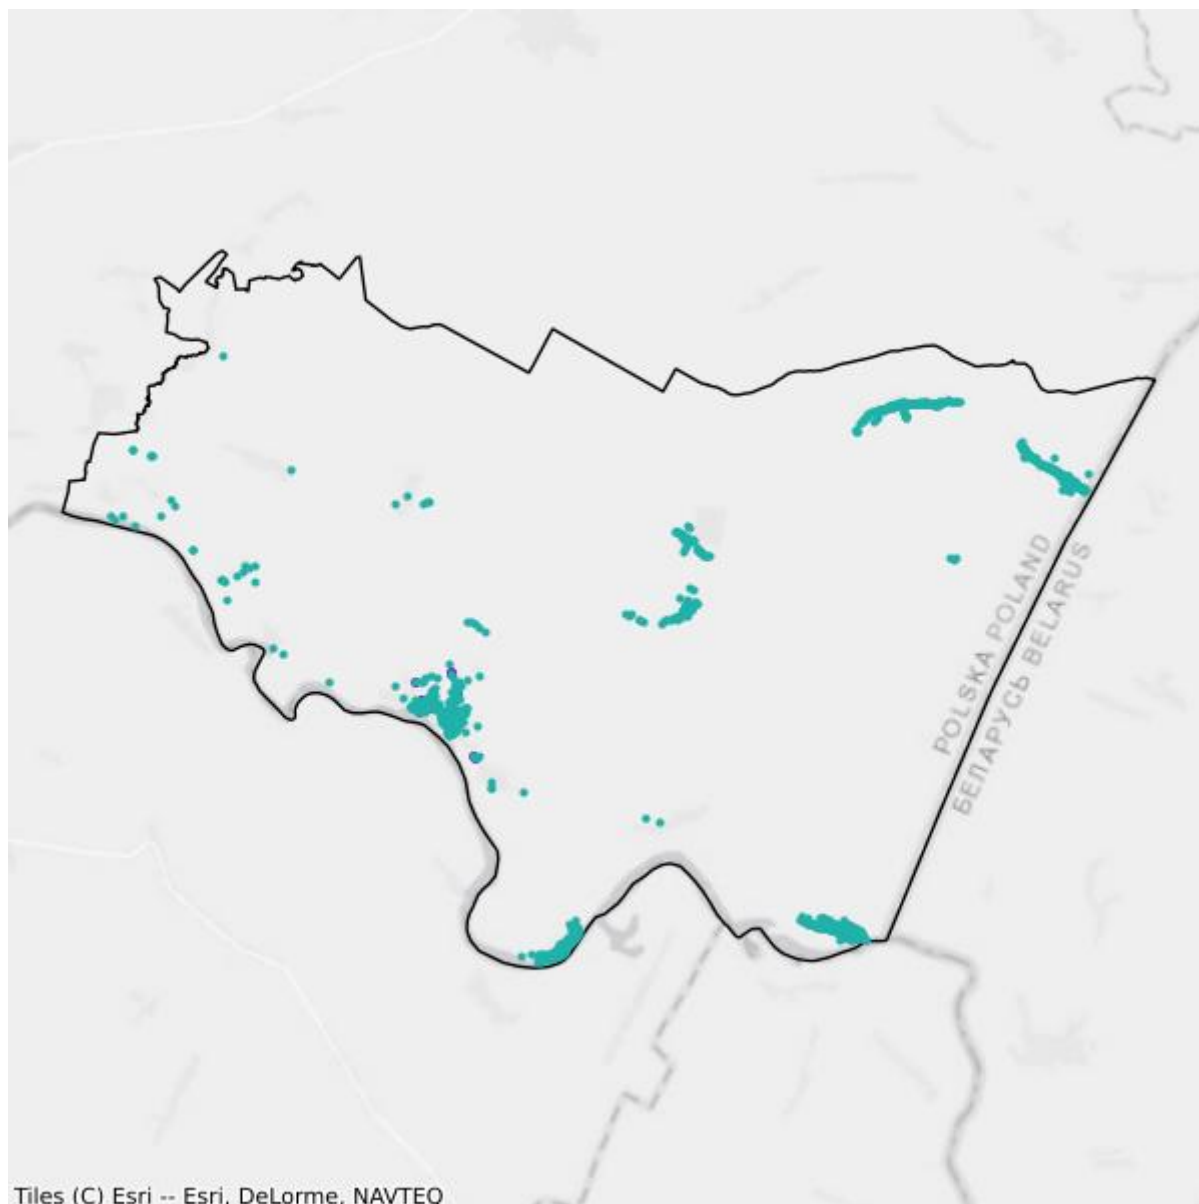 POLSKA POLAND
БЕЛАРУСЬ BELARUS
Tiles (C) Esri -- Esri, DeLorme, NAVTEQ